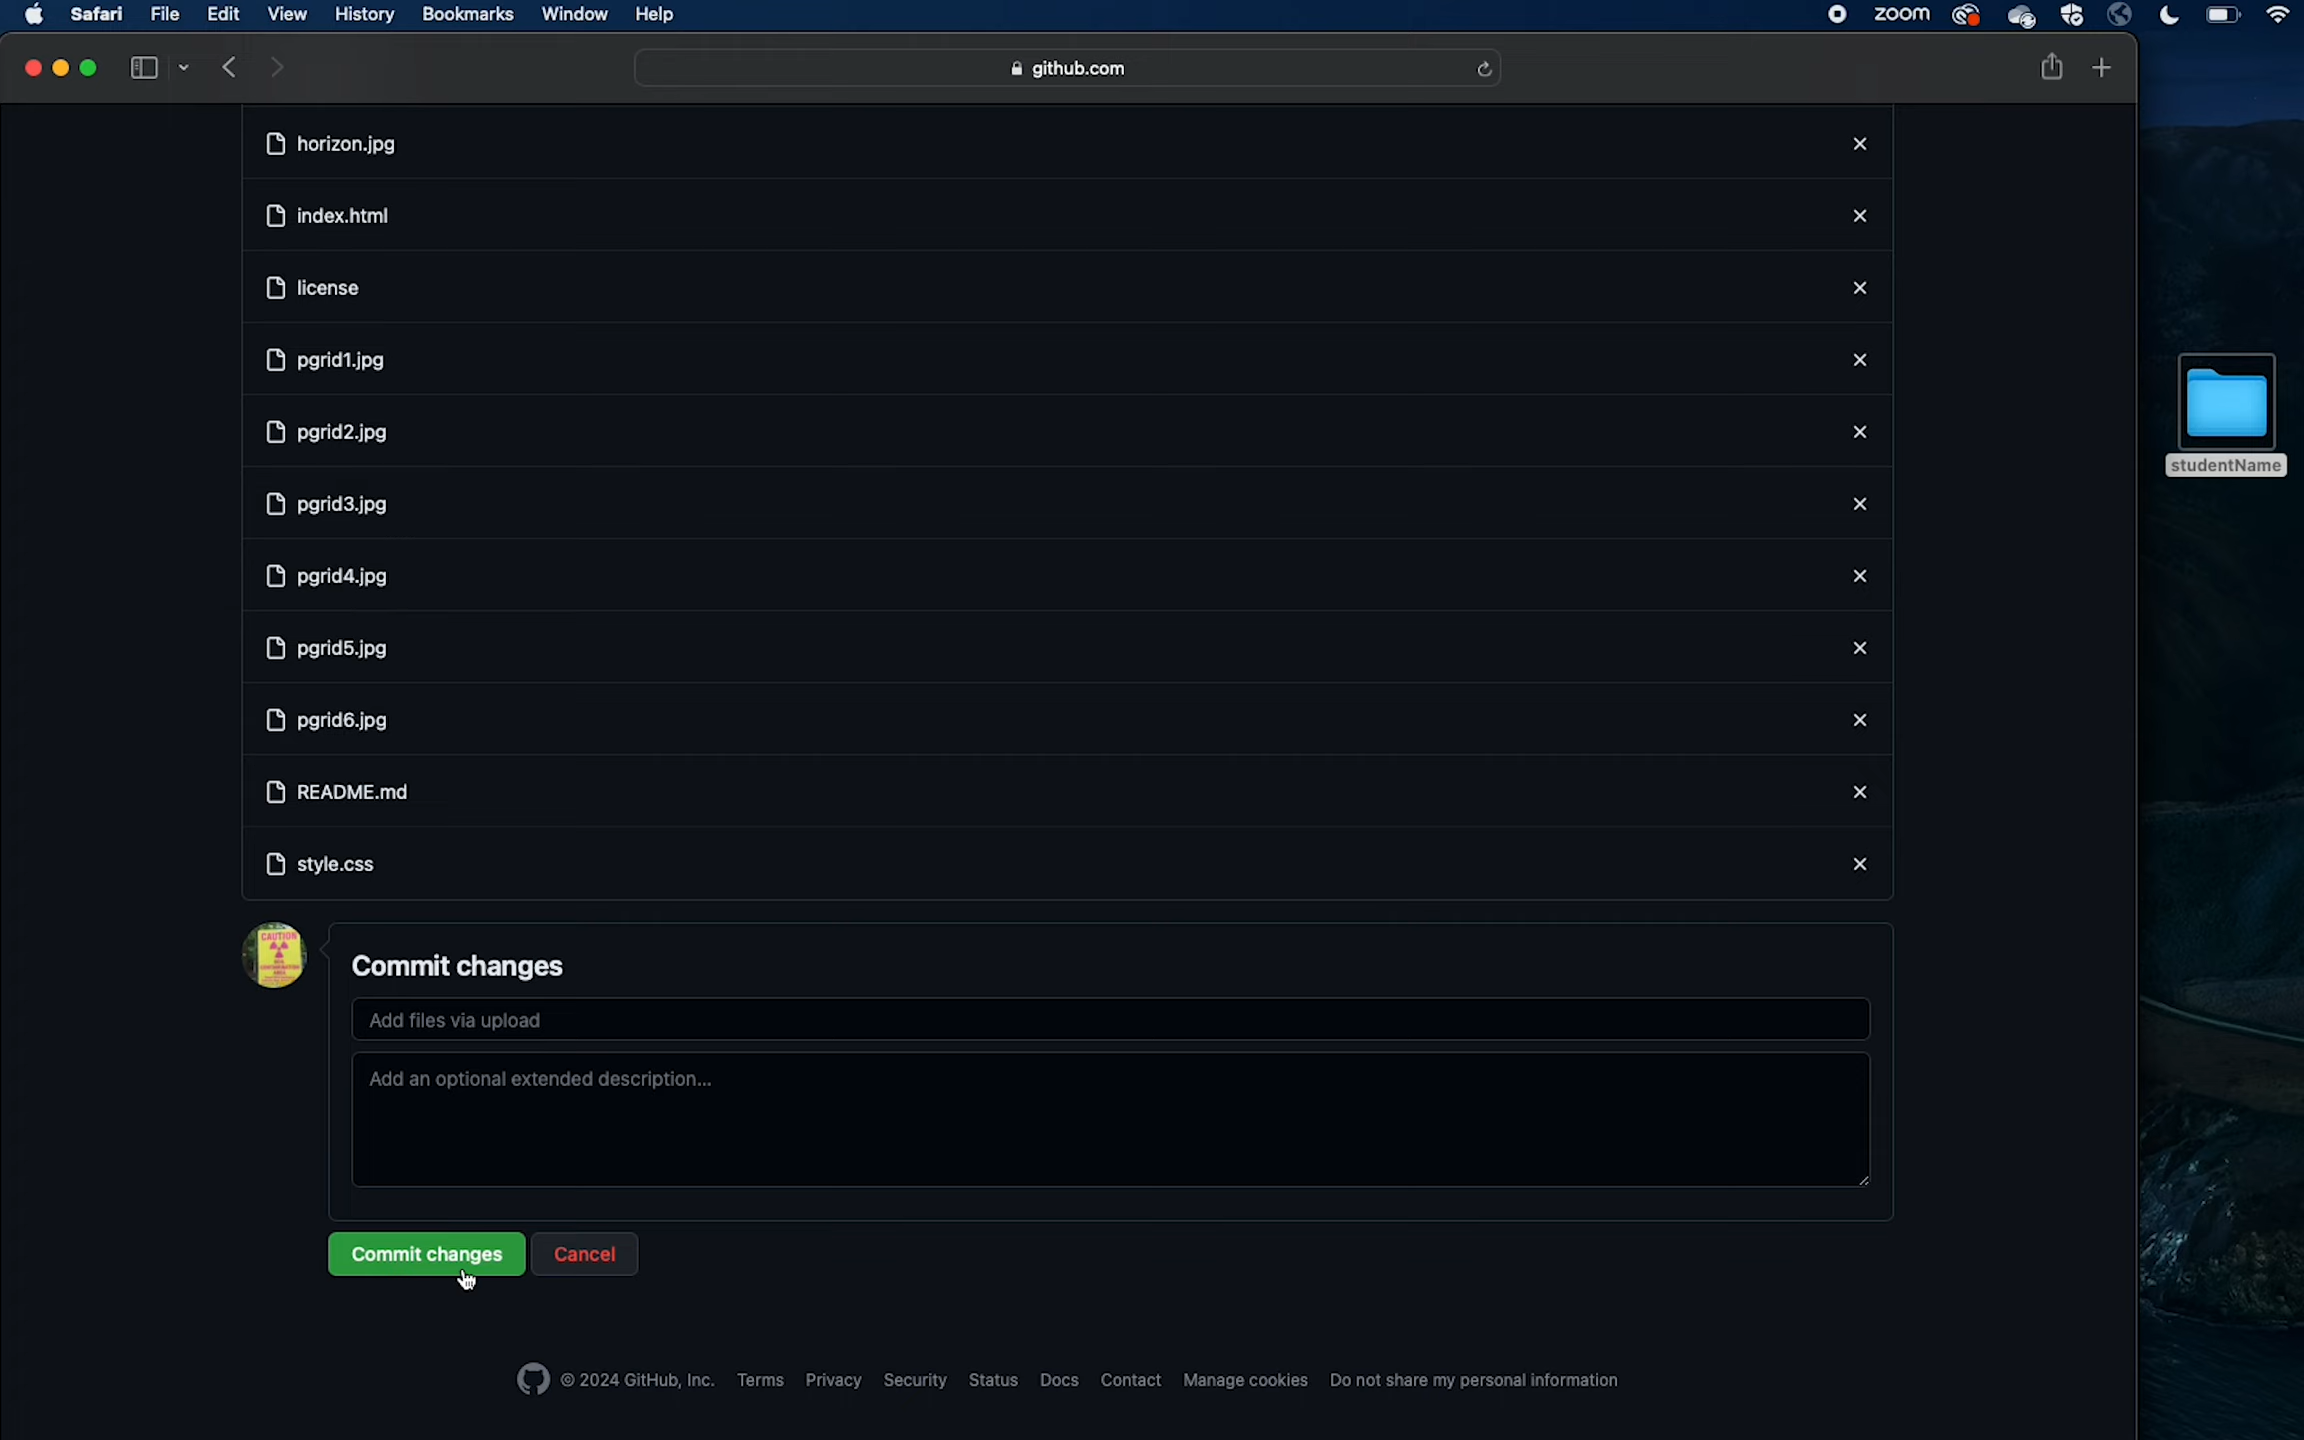 Safari File Edit View History Bookmarks Window Help zoom
github.com
horizon.jpg
index.html
license
pgrid1.jpg
pgrid2.jpg
studentName
pgrid3.jpg
pgrid4.jpg
pgrid5.jpg
pgrid6.jpg
README.md
style.css
CAUTION
Commit changes
Add files via upload
Add an optional extended description...
Commit changes Cancel
© 2024 GitHub, Inc. Terms Privacy Security Status Docs Contact Manage cookies Do not share my personal information